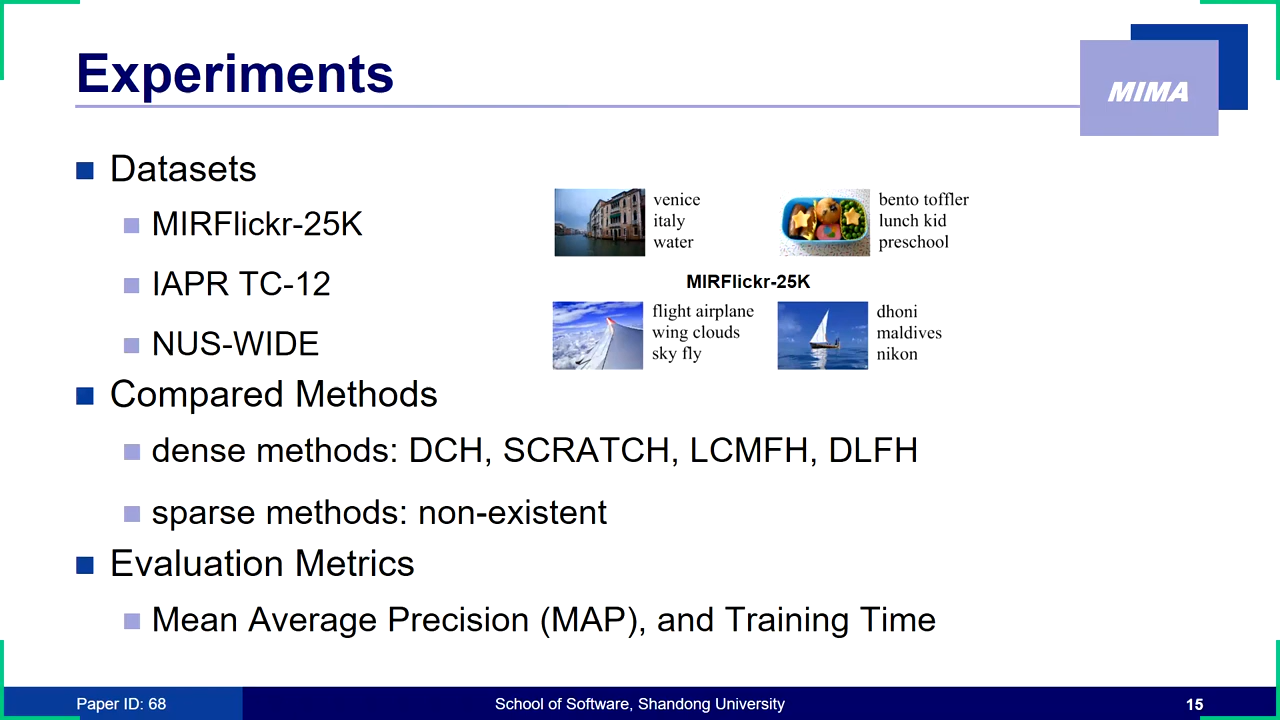 Experiments
MIMA
Datasets
MIRFlickr-25K
IAPR TC-12
NUS-WIDE
venice
italy
water
bento toffler
lunch kid
preschool
MIRFlickr-25K
flight airplane
wing clouds
sky fly
dhoni
maldives
nikon
Compared Methods
dense methods: DCH, SCRATCH, LCMFH, DLFH
sparse methods: non-existent
Evaluation Metrics
Mean Average Precision (MAP), and Training Time
Paper ID: 68
School of Software, Shandong University
15